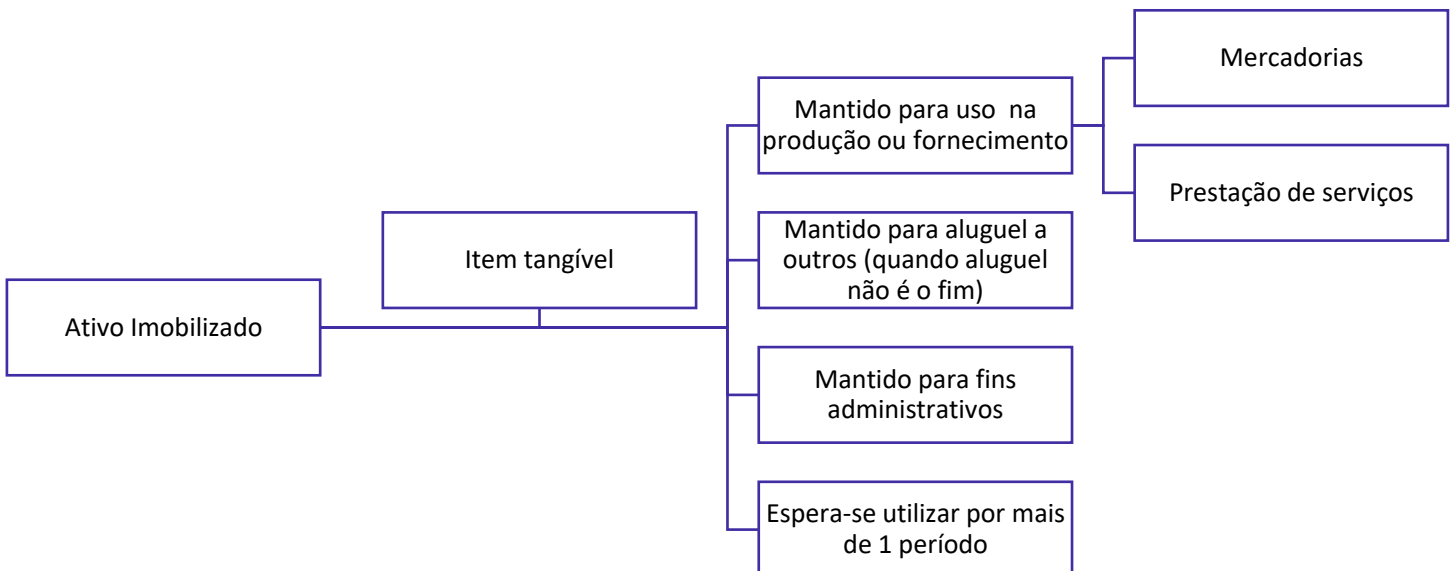 Ativo Imobilizado
Item tangível
Mantido para uso na
produção ou fornecimento
Mercadorias
Prestação de serviços
Mantido para aluguel a
outros (quando aluguel
não é o fim)
Mantido para fins
administrativos
Espera-se utilizar por mais
de 1 período